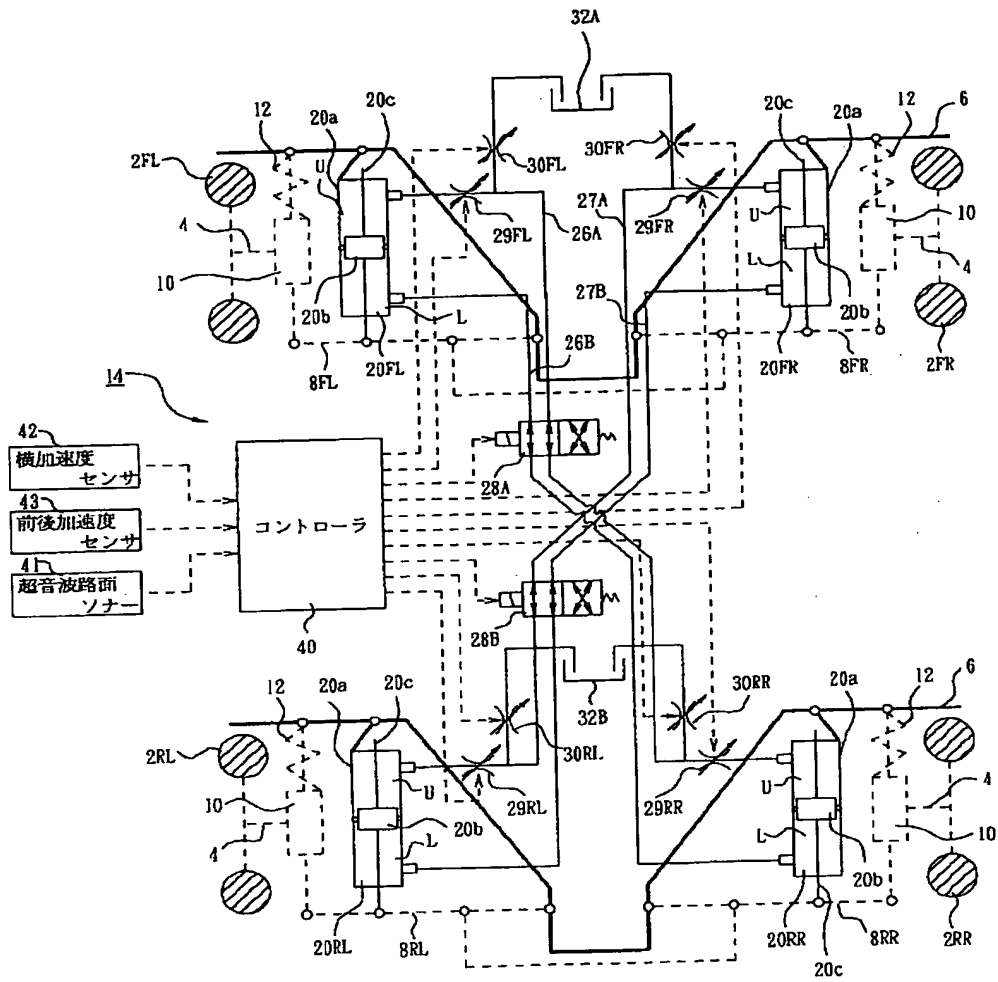 32A
12
20a
20c
30FL
30FR
20c
20a
12
6
2FL
U
29FL
26A
27A
29FR
U
10
4
10
20b
L
L
20b
4
27B
8FL
20FL
26B
20FR
8FR
2FR
14
42
横加速度
センサ
43
前後加速度
センサ
41
超音波路面
ソナー
コントローラ
40
28A
28B
12
20a
20c
32B
30RR
20a
12
6
2RL
30RL
10
U
29RL
29RR
U
4
20b
L
L
20b
4
10
20RL
8RL
20RR
8RR
2RR
20c